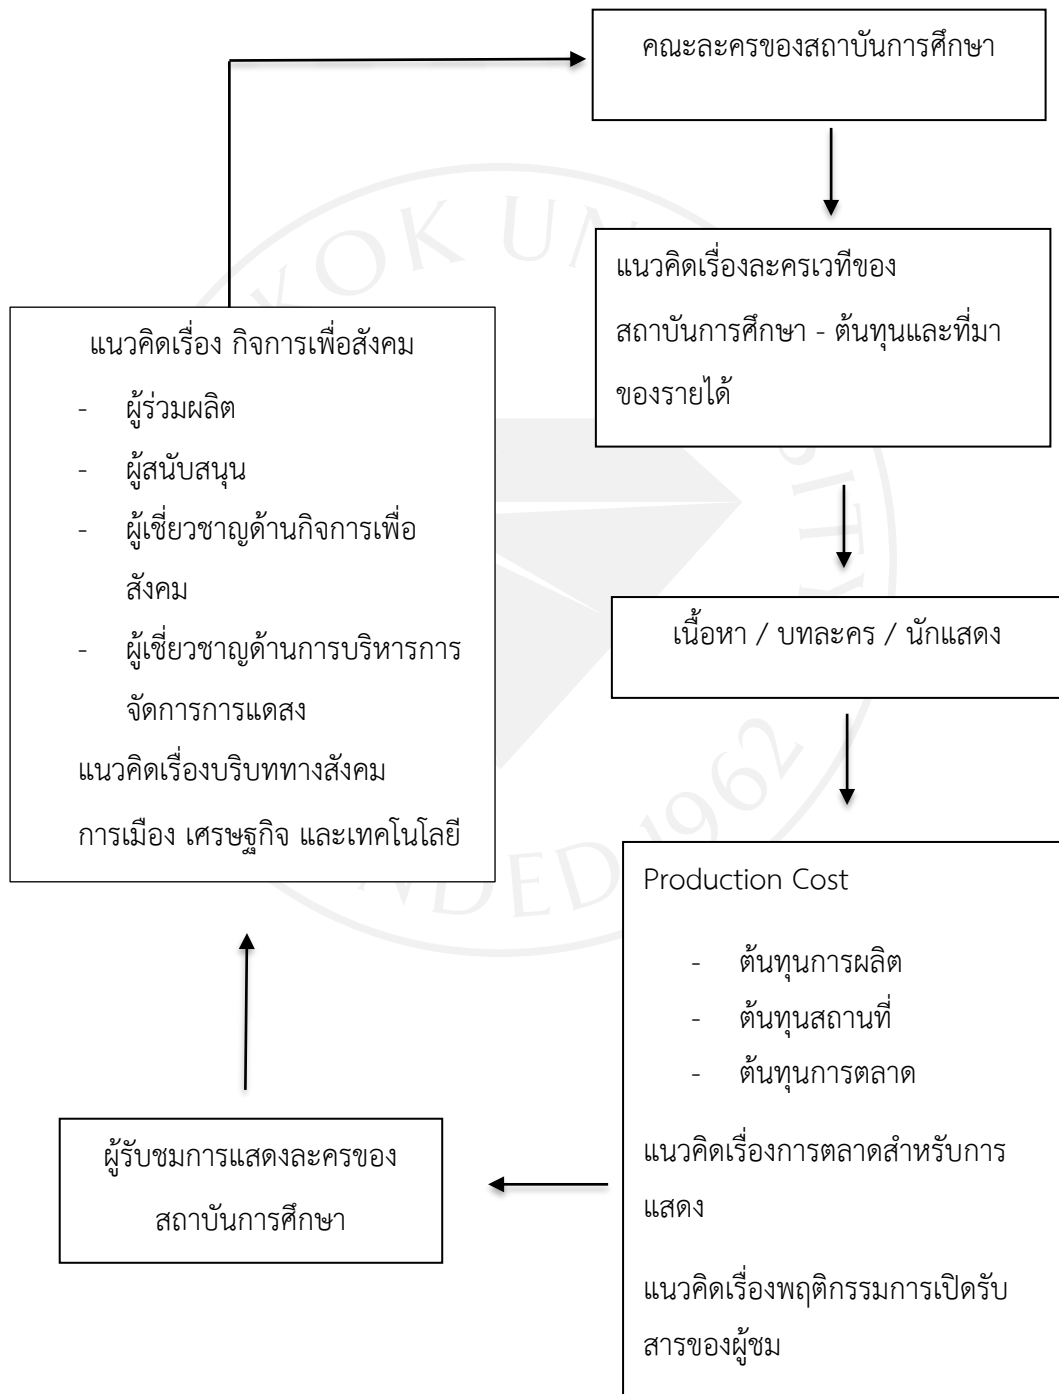 คณะละครของสถาบันการศึกษา
แนวคิดเรื่องละครเวทีของ
สถาบันการศึกษา - ต้นทุนและที่มา
ของรายได้
เนื้อหา / บทละคร / นักแสดง
Production Cost
- ต้นทุนการผลิต
- ต้นทุนสถานที่
- ต้นทุนการตลาด
แนวคิดเรื่องการตลาดสำหรับการ
แสดง
แนวคิดเรื่องพฤติกรรมการเปิดรับ
สารของผู้ชม
ผู้รับชมการแสดงละครของ
สถาบันการศึกษา
แนวคิดเรื่อง กิจการเพื่อสังคม
- ผู้ร่วมผลิต
- ผู้สนับสนุน
- ผู้เชี่ยวชาญด้านกิจการเพื่อ
สังคม
- ผู้เชี่ยวชาญด้านการบริหารการ
จัดการการแดสง
แนวคิดเรื่องบริบททางสังคม
การเมือง เศรษฐกิจ และเทคโนโลยี